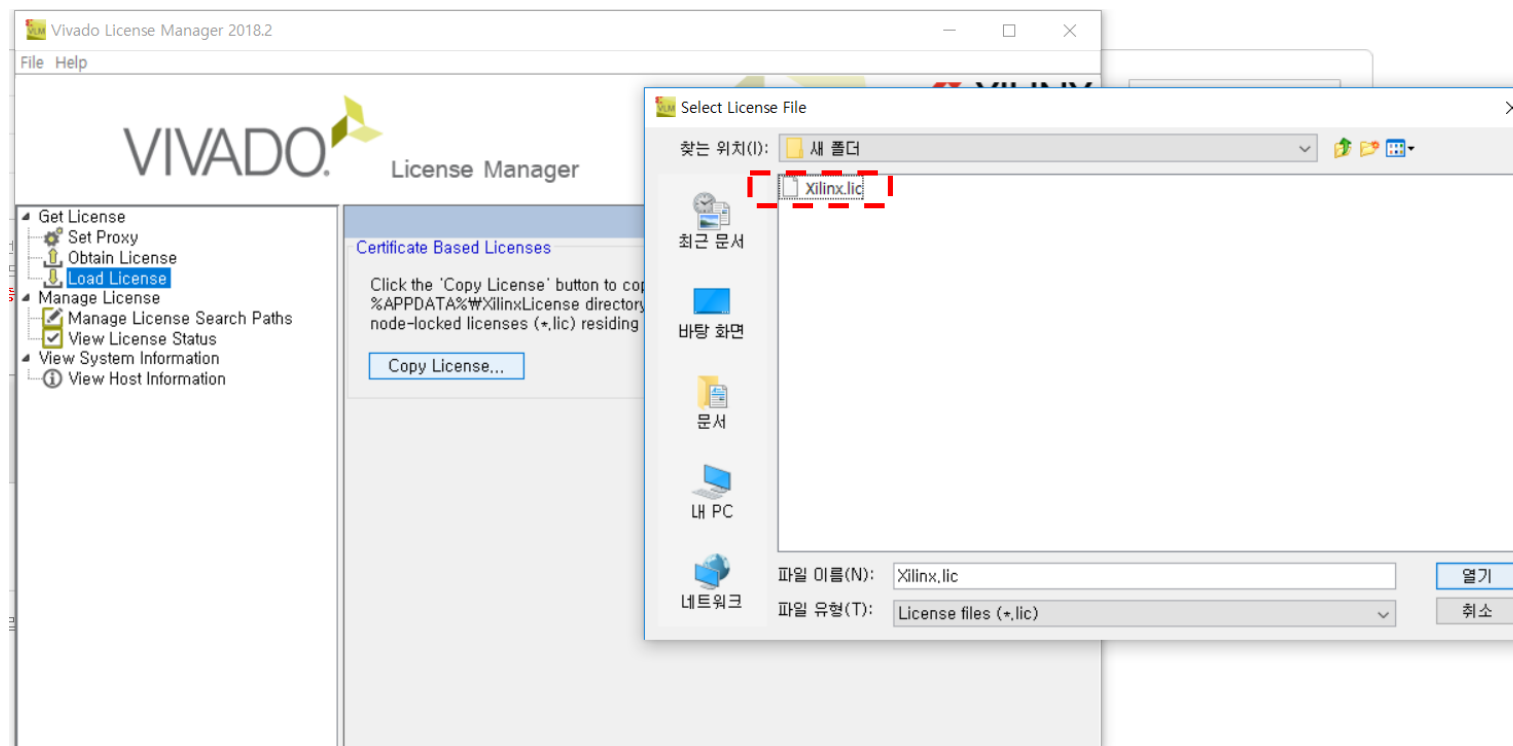 Vivado License Manager 2018.2
File Help
VIVADO.
License Manager
Get License
Set Proxy
Obtain License
Load License
Manage License
Manage License Search Paths
View License Status
View System Information
View Host Information
Certificate Based Licenses
Click the 'Copy License' button to
%APPDATA%₩XilinxLicense directory
node-locked licenses (*.lic) residing
Copy License...
Select License File
찾는 위치(I):
새 폴더
Xilinx.lic
최근 문서
바탕 화면
문서
내 PC
네트워크
파일 이름(N):
Xilinx.lic
열기
파일 유형(T):
License files (*.lic)
취소